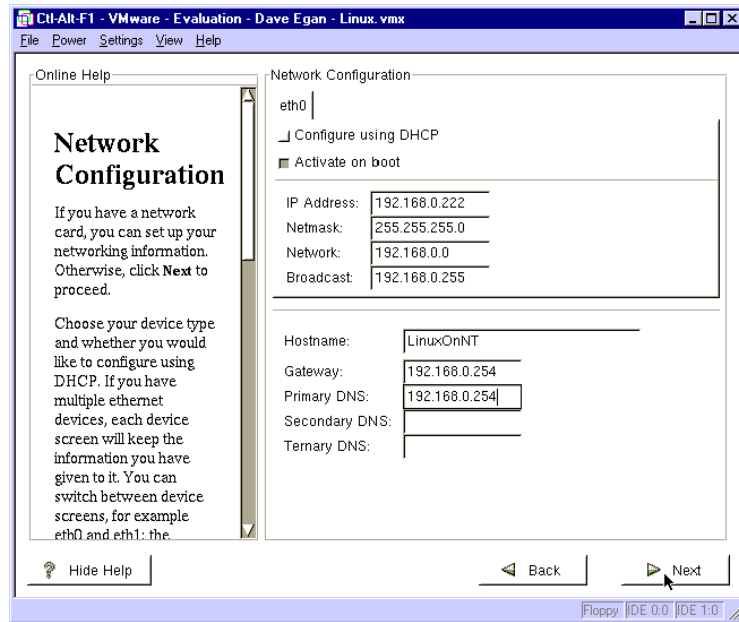 Ctl-Alt-F1 - VMware - Evaluation - Dave Egan - Linux.vmx
File Power Settings View Help
Online Help
Network
Configuration
If you have a network
card, you can set up your
networking information.
Otherwise, click Next to
proceed.
Choose your device type
and whether you would
like to configure using
DHCP. If you have
multiple ethernet
devices, each device
screen will keep the
information you have
given to it. You can
switch between device
screens, for example
eth0 and eth1; the
Network Configuration
eth0
Configure using DHCP
Activate on boot
IP Address: 192.168.0.222
Netmask: 255.255.255.0
Network: 192.168.0.0
Broadcast: 192.168.0.255
Hostname: LinuxOnNT
Gateway: 192.168.0.254
Primary DNS: 192.168.0.254
Secondary DNS:
Ternary DNS:
Hide Help
Back
Next
Floppy IDE 0:0 IDE 1:0